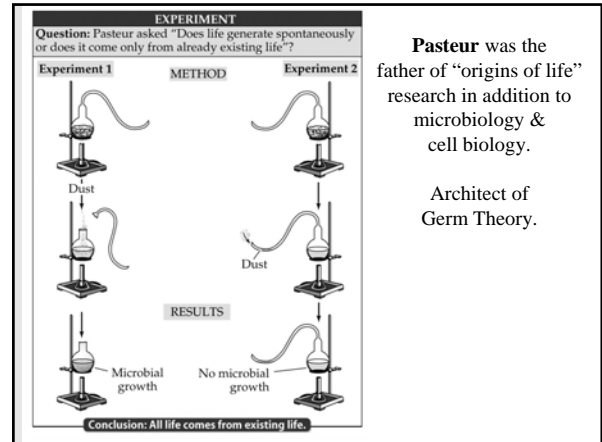 EXPERIMENT
Question: Pasteur asked “Does life generate spontaneously
or does it come only from already existing life”?
Experiment 1
METHOD
Experiment 2
Dust
Dust
RESULTS
Microbial
growth
No microbial
growth
Conclusion: All life comes from existing life.
Pasteur was the
father of “origins of life”
research in addition to
microbiology &
cell biology.
Architect of
Germ Theory.